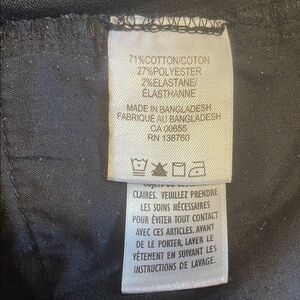 71%COTTON/COTON
27%POLYESTER
2%ELASTANE/
ÉLASTHANNE
MADE IN BANGLADESH
FABRIQUÉ AU BANGLADESH
CA 00655
RN 138760
CLAIRES. VEUILLEZ PRENDRE
LES SOINS NÉCESSAIRES
POUR ÉVITER TOUT CONTACT
AVEC CES ARTICLES. AVANT
DE LE PORTER, LAVER LE
VÊTEMENT EN SUIVANT LES
INSTRUCTIONS DE LAVAGE.